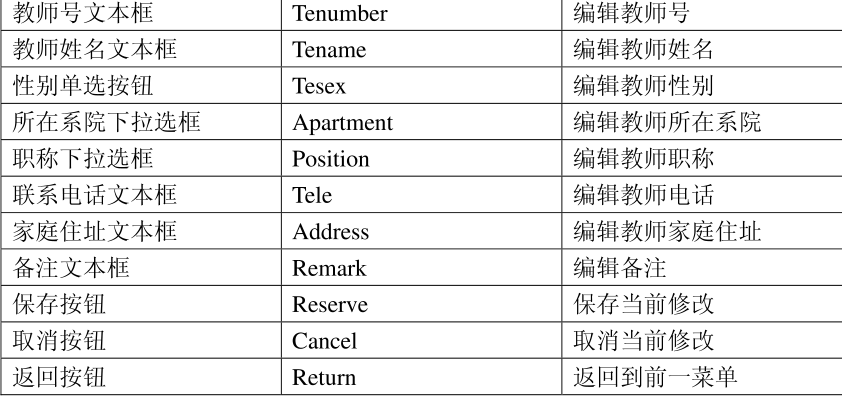 教师号文本框 Tenumber 编辑教师号
教师姓名文本框 Tename 编辑教师姓名
性别单选按钮 Tesex 编辑教师性别
所在系院下拉选框 Apartment 编辑教师所在系院
职称下拉选框 Position 编辑教师职称
联系电话文本框 Tele 编辑教师电话
家庭住址文本框 Address 编辑教师家庭住址
备注文本框 Remark 编辑备注
保存按钮 Reserve 保存当前修改
取消按钮 Cancel 取消当前修改
返回按钮 Return 返回到前一菜单